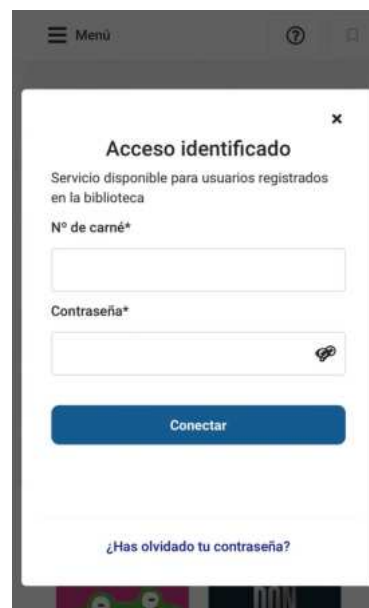 Menú
Acceso identificado
Servicio disponible para usuarios registrados
en la biblioteca
Nº de carné*
Contraseña*
Conectar
¿Has olvidado tu contraseña?
DON